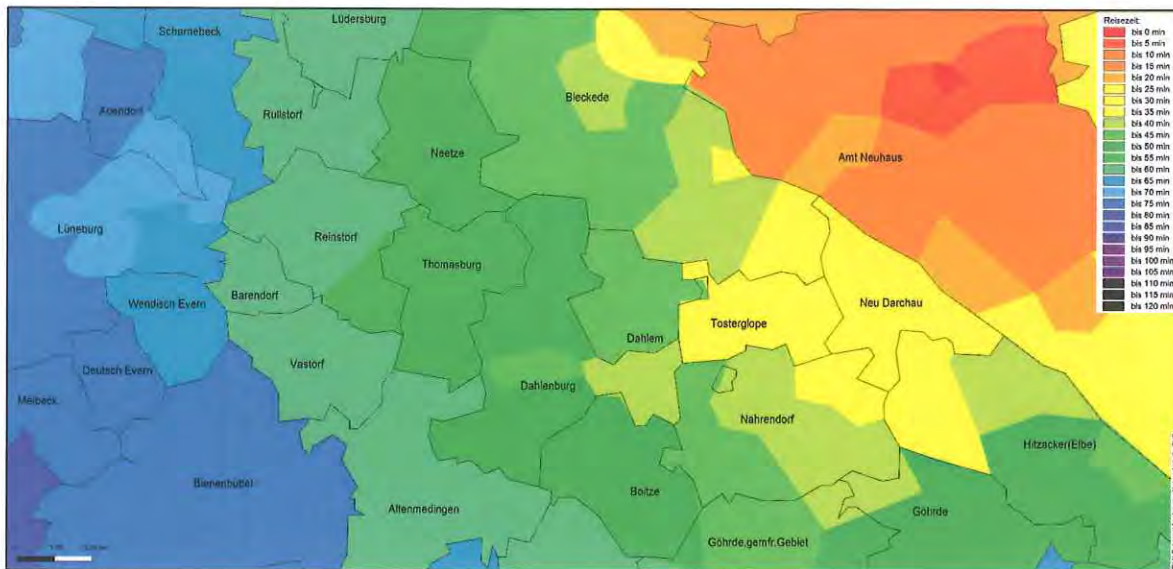 Scharnebeck
Lüdersburg
Reisezeit:
bis 0 min
bis 5 min
bis 10 min
bis 15 min
bis 20 min
bis 25 min
bis 30 min
bis 35 min
bis 40 min
bis 45 min
bis 50 min
bis 55 min
bis 60 min
bis 65 min
bis 70 min
bis 75 min
bis 80 min
bis 85 min
bis 90 min
bis 95 min
bis 100 min
bis 105 min
bis 110 min
bis 115 min
bis 120 min
Adendorf
Rullstorf
Bleckede
Neetze
Amt Neuhaus
Lüneburg
Reinstorf
Thomasburg
Barendorf
Wendisch Evern
Neu Darchau
Tosterglope
Dahlem
Vastorf
Deutsch Evern
Dahlenburg
Melbeck
Nahrendorf
Hitzacker(Elbe)
Bienenbüttel
Boitze
Altenmedingen
Göhrde
Göhrde,gemfr.Gebiet